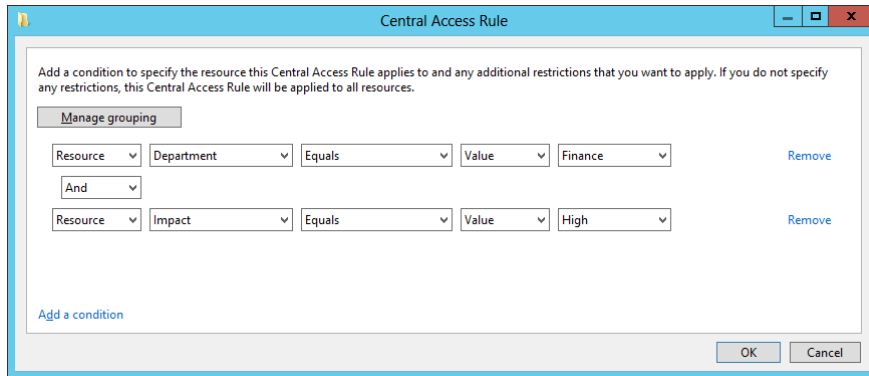 Central Access Rule
Add a condition to specify the resource this Central Access Rule applies to and any additional restrictions that you want to apply. If you do not specify
any restrictions, this Central Access Rule will be applied to all resources.
Manage grouping
Resource Department Equals Value Finance Remove
And
Resource Impact Equals Value High Remove
Add a condition
OK Cancel